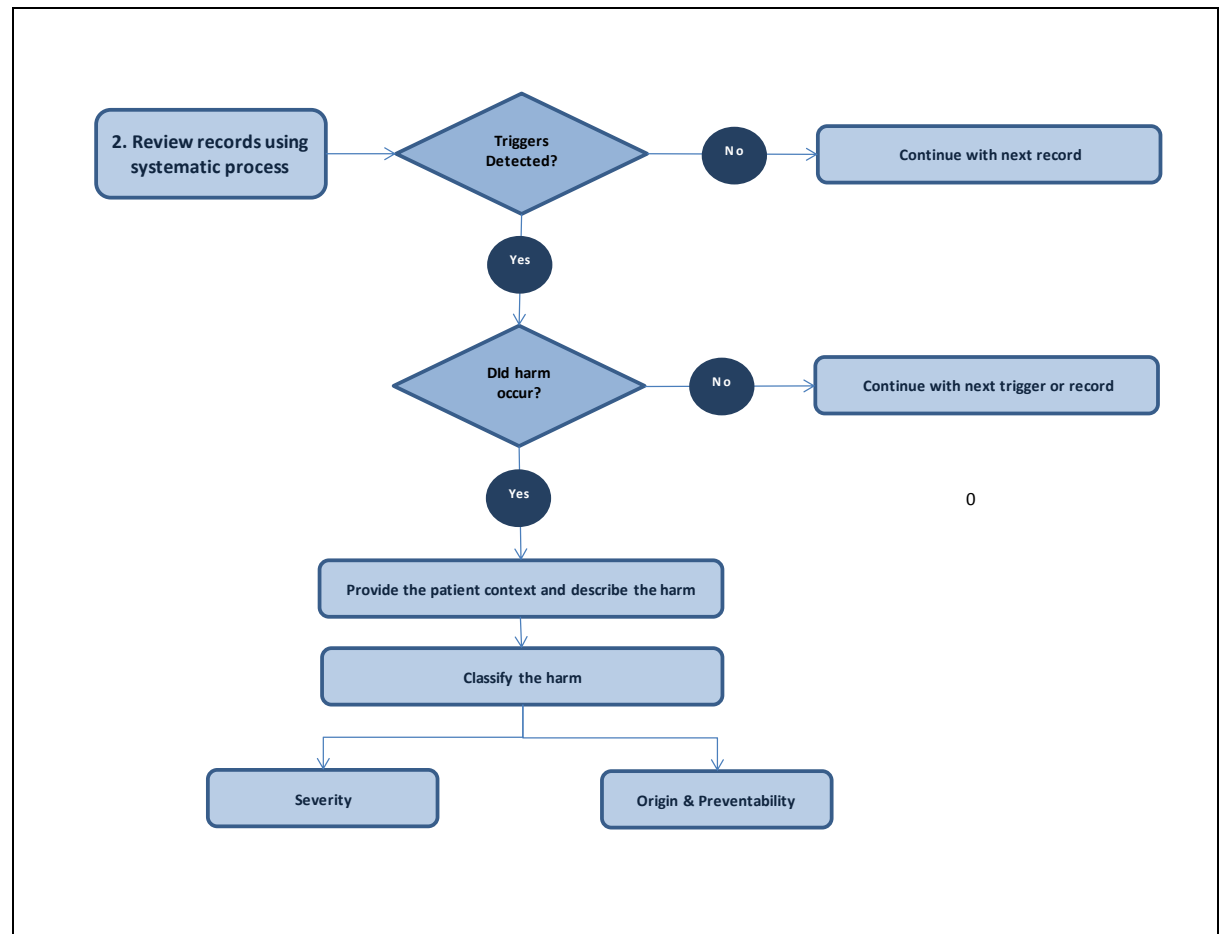 2. Review records using
systematic process
Triggers
Detected?
No
Continue with next record
Yes
DId harm
occur?
No
Continue with next trigger or record
Yes
0
Provide the patient context and describe the harm
Classify the harm
Severity
Origin & Preventability